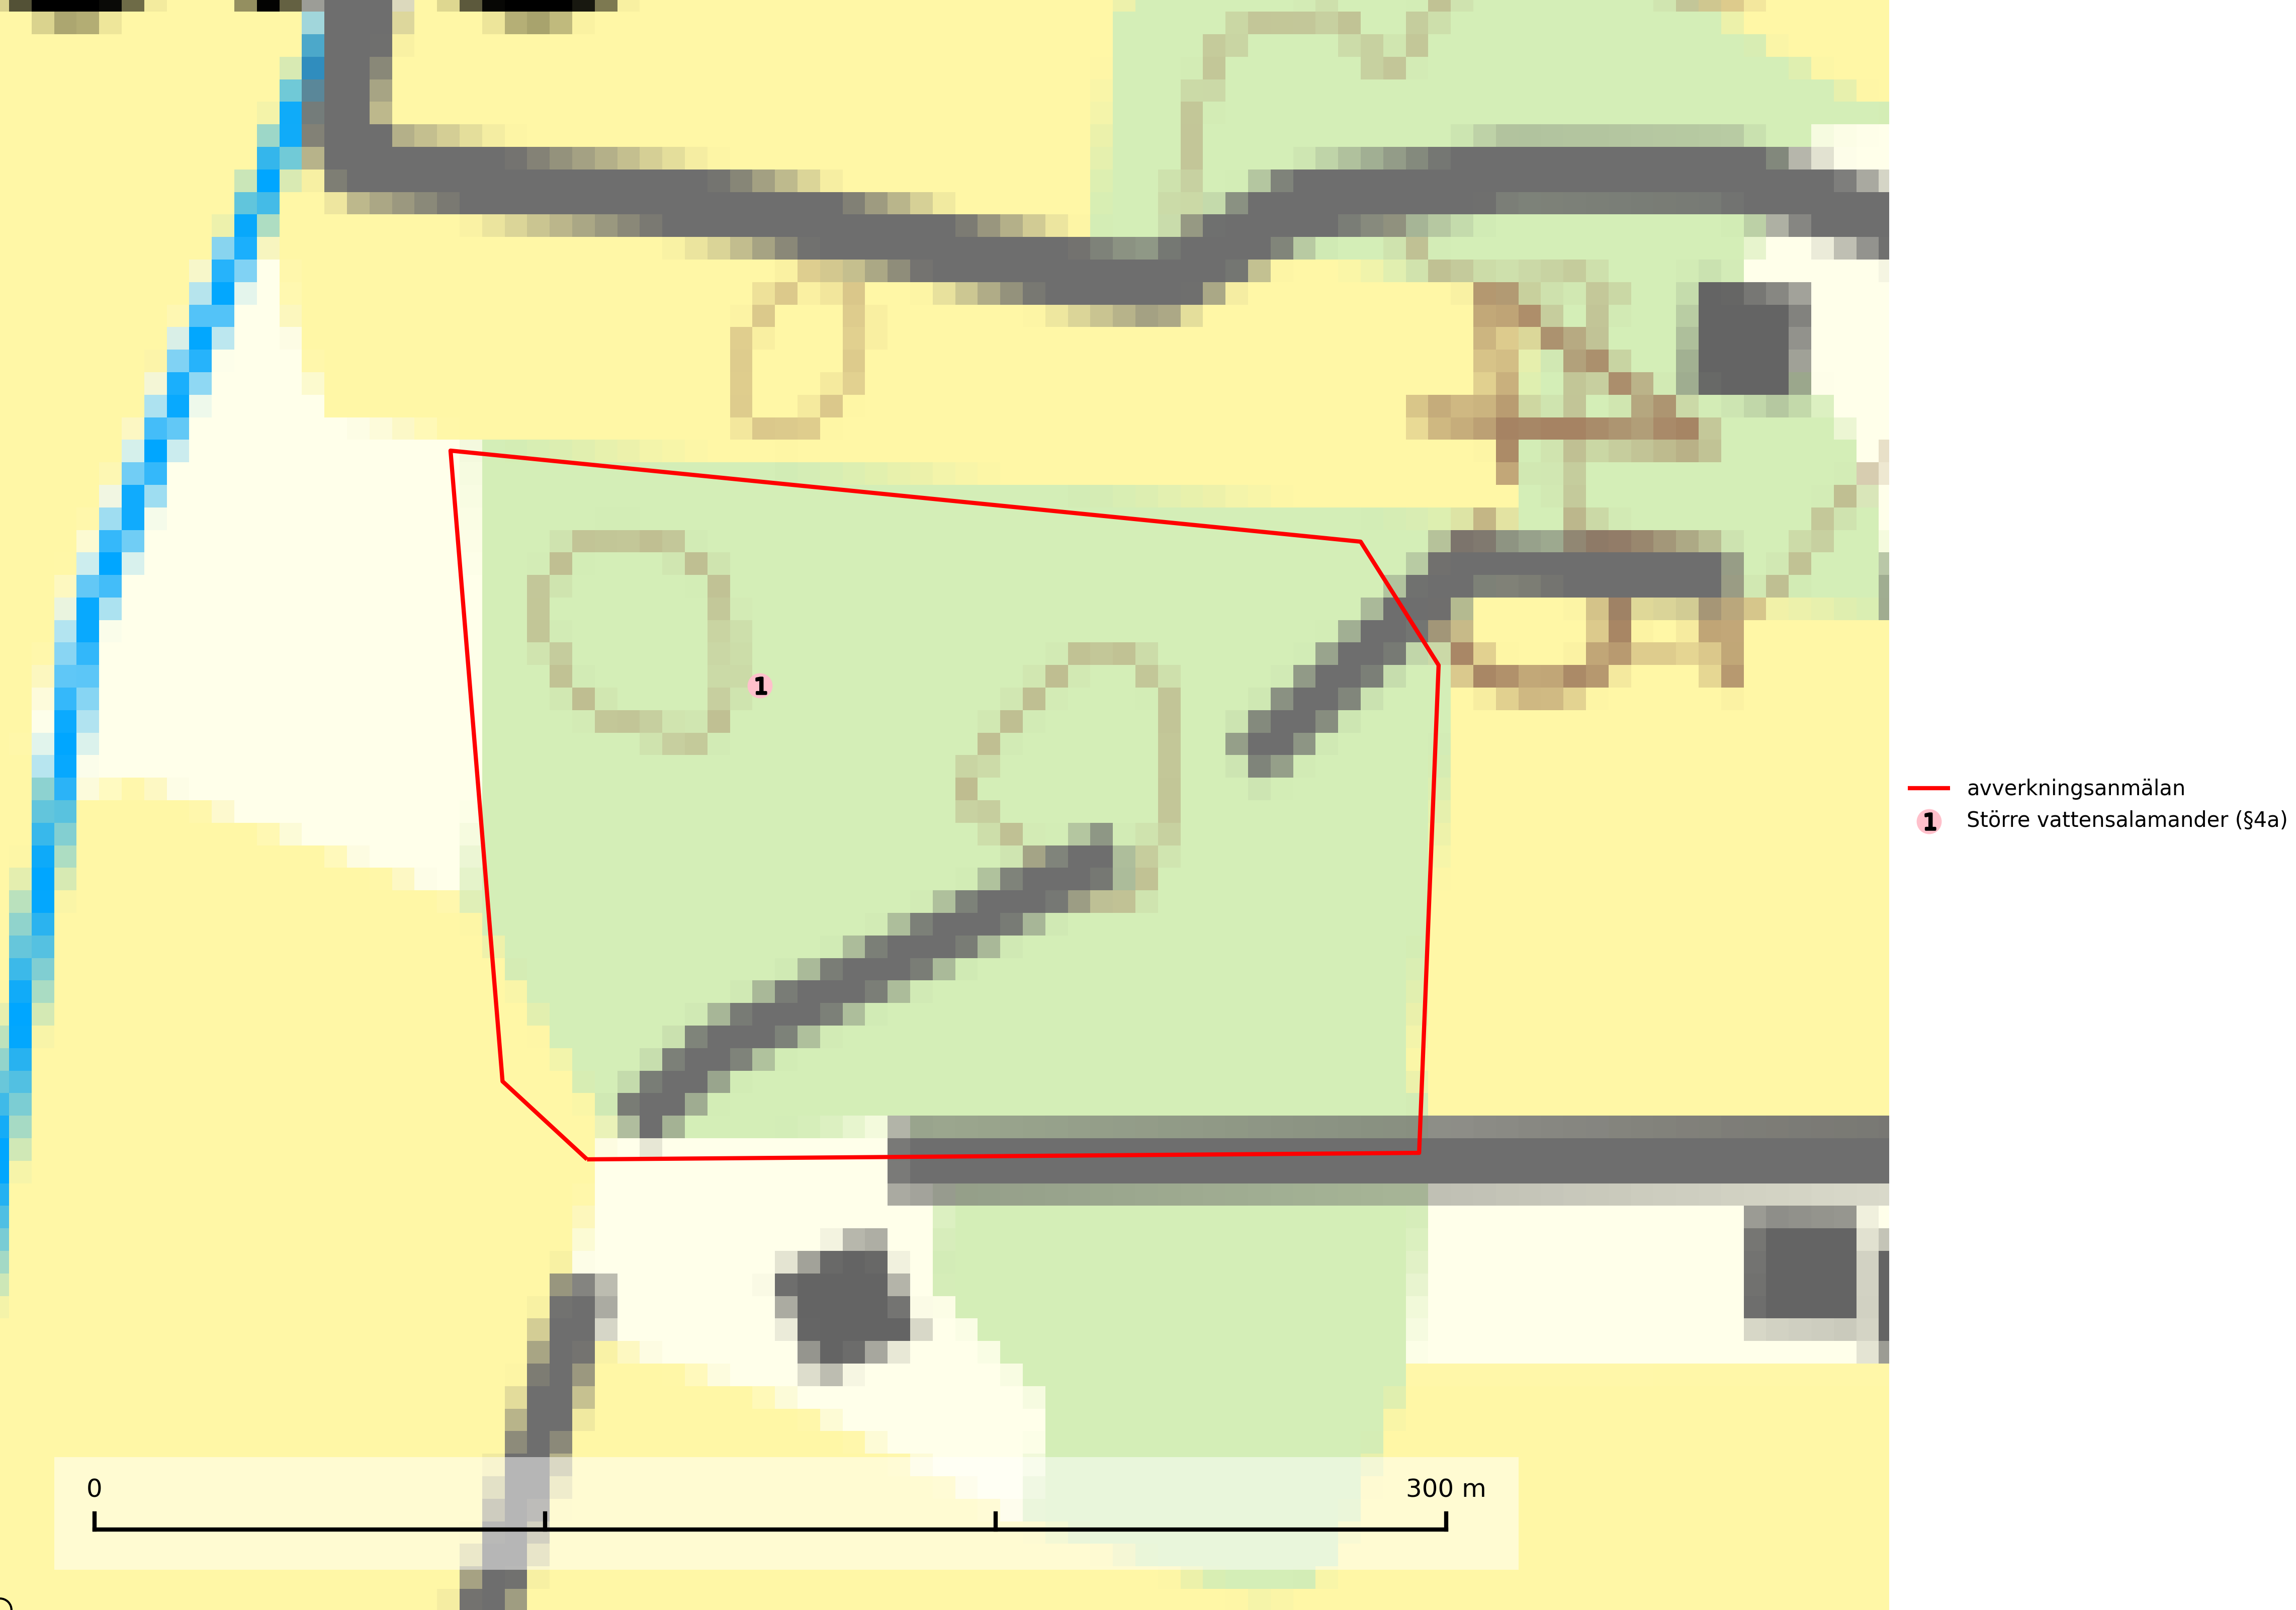 1
avverkningsanmälan
1 Större vattensalamander (§4a)
0 300 m